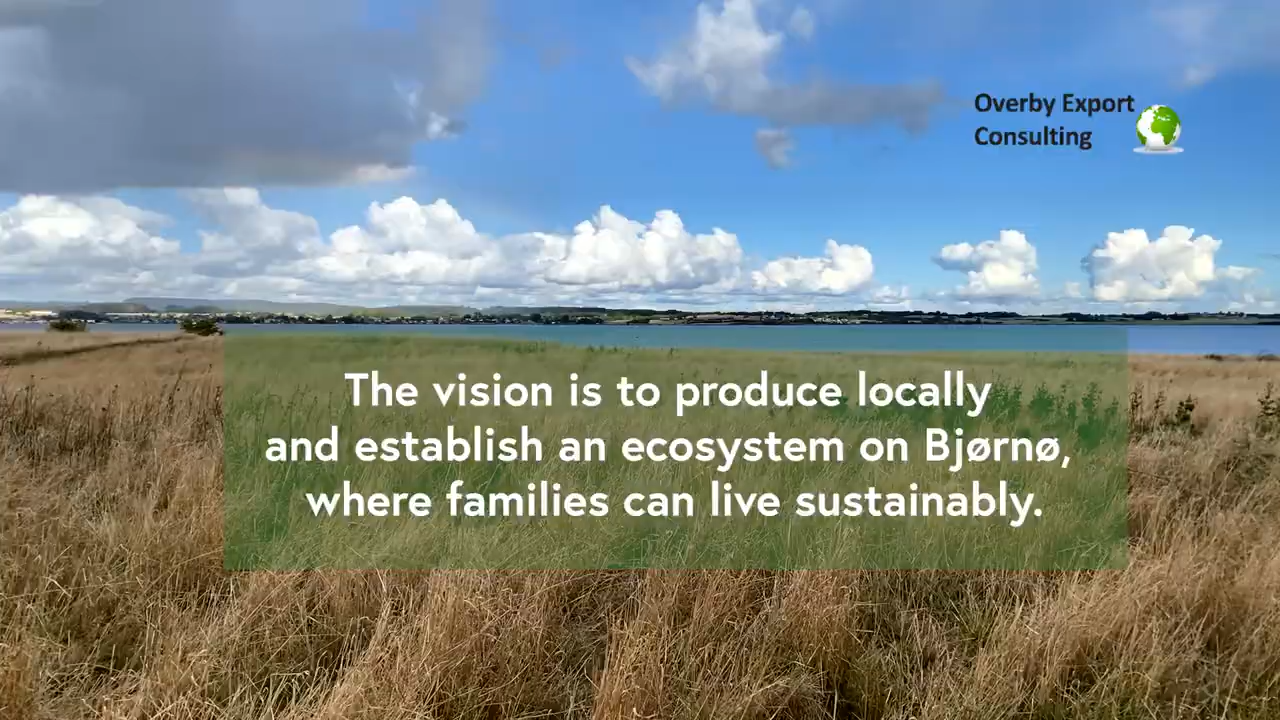 Overby Export
Consulting
The vision is to produce locally
and establish an ecosystem on Bjørnø,
where families can live sustainably.